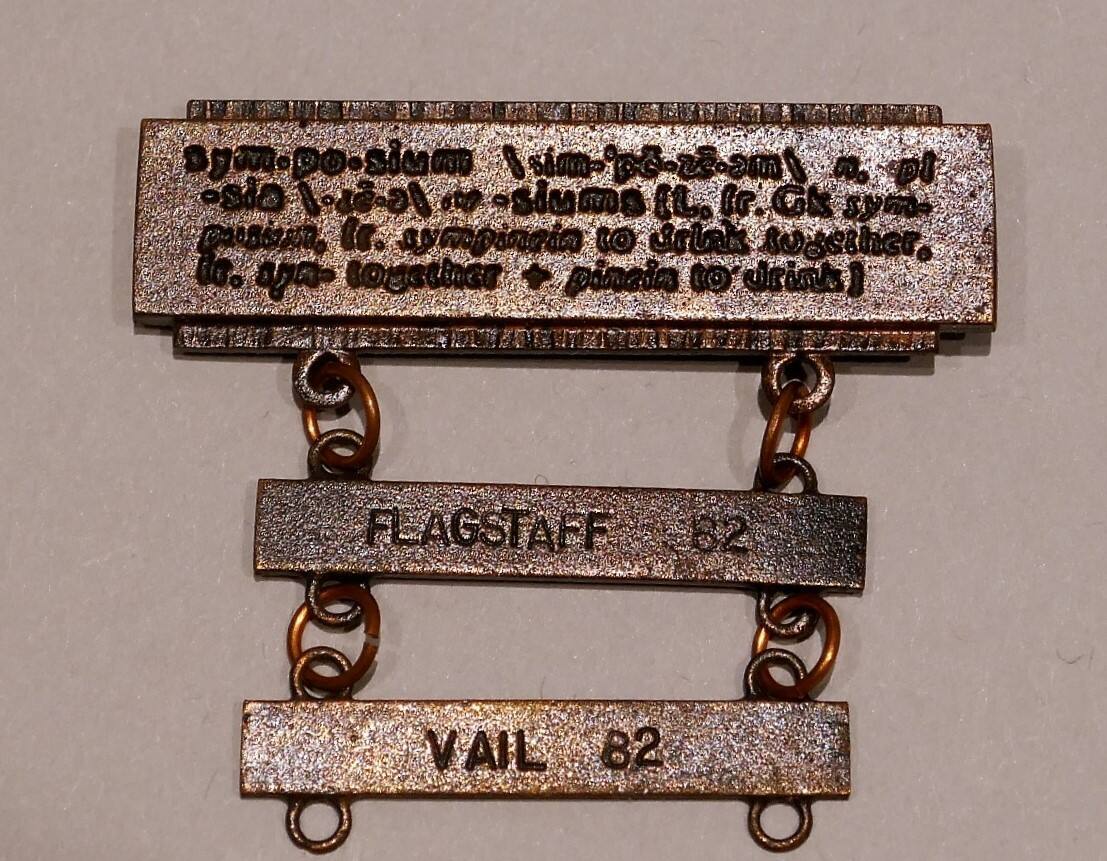 sym·po·sium \sim-'pō-zē-əm\ n. pl
-sia \-zē-ə\ or -siums [L, fr. Gk sym-
posion, fr. sympinein to drink together,
fr. syn- together + pinein to drink]
FLAGSTAFF 82
VAIL 82